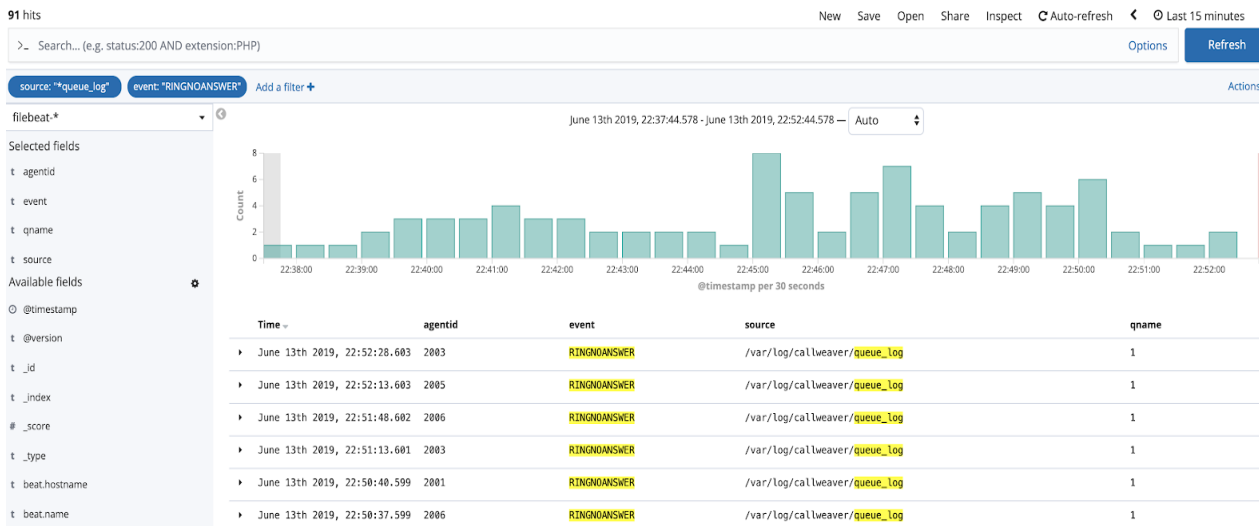 91 hits
New Save Open Share Inspect Auto-refresh Last 15 minutes
>_ Search... (e.g. status:200 AND extension:PHP) Options Refresh
source: "*queue_log" event: "RINGNOANSWER" Add a filter + Actions
filebeat-*
June 13th 2019, 22:37:44.578 - June 13th 2019, 22:52:44.578 — Auto
Selected fields
t agentid
t event
t qname
t source
Available fields
@timestamp
t @version
t _id
t _index
# _score
t _type
t beat.hostname
t beat.name
Count
8
6
4
2
0
22:38:00 22:39:00 22:40:00 22:41:00 22:42:00 22:43:00 22:44:00 22:45:00 22:46:00 22:47:00 22:48:00 22:49:00 22:50:00 22:51:00 22:52:00
@timestamp per 30 seconds
Time agentid event source qname
June 13th 2019, 22:52:28.603 2003 RINGNOANSWER /var/log/callweaver/queue_log 1
June 13th 2019, 22:52:13.603 2005 RINGNOANSWER /var/log/callweaver/queue_log 1
June 13th 2019, 22:51:48.602 2006 RINGNOANSWER /var/log/callweaver/queue_log 1
June 13th 2019, 22:51:13.601 2003 RINGNOANSWER /var/log/callweaver/queue_log 1
June 13th 2019, 22:50:40.599 2001 RINGNOANSWER /var/log/callweaver/queue_log 1
June 13th 2019, 22:50:37.599 2006 RINGNOANSWER /var/log/callweaver/queue_log 1